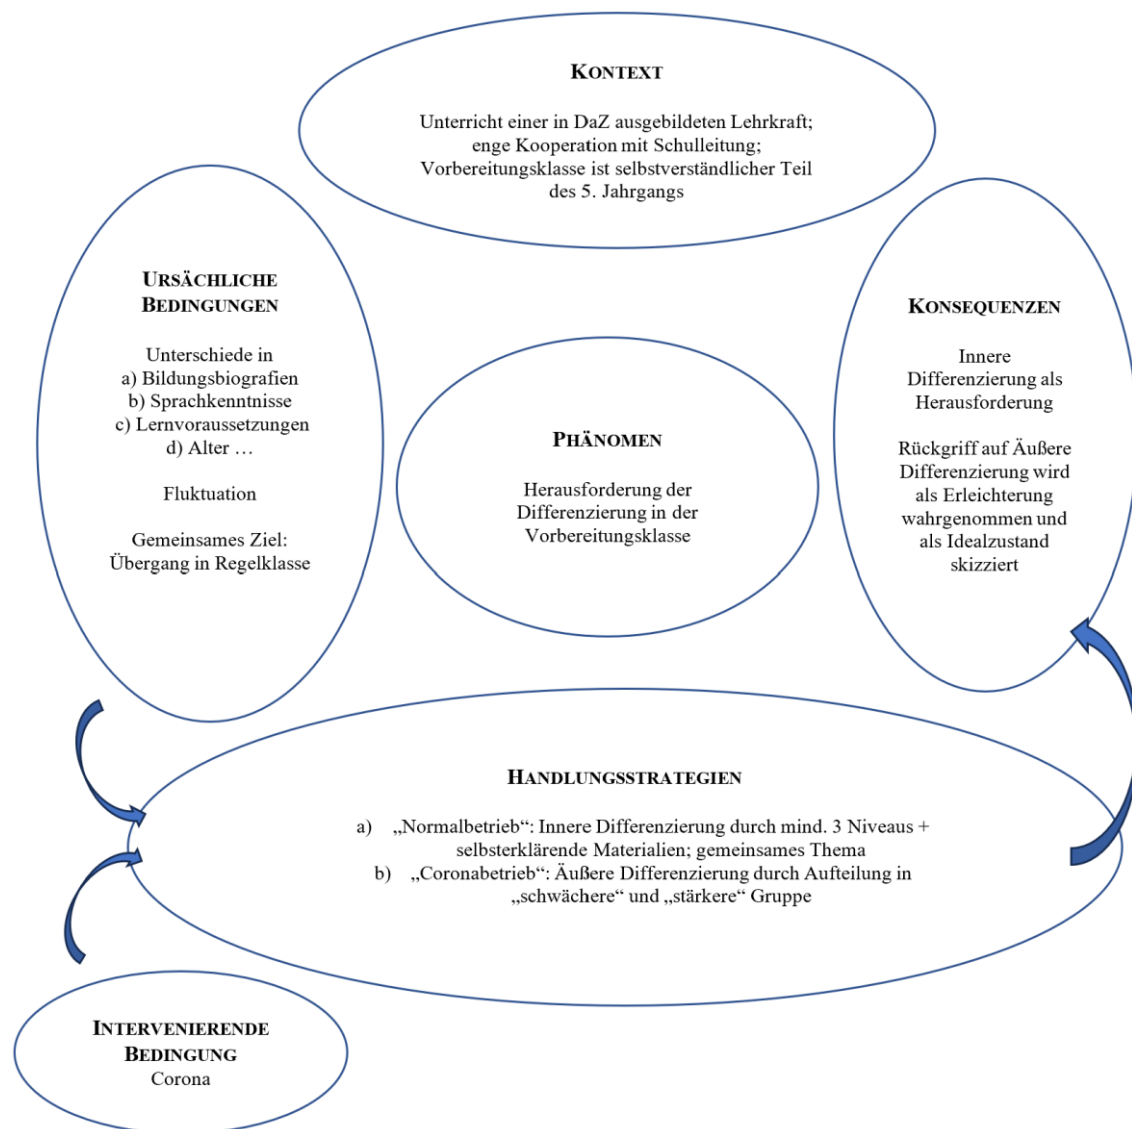 KONTEXT
Unterricht einer in DaZ ausgebildeten Lehrkraft;
enge Kooperation mit Schulleitung;
Vorbereitungsklasse ist selbstverständlicher Teil
des 5. Jahrgangs
URSÄCHLICHE
BEDINGUNGEN
Unterschiede in
a) Bildungsbiografien
b) Sprachkenntnisse
c) Lernvoraussetzungen
d) Alter …
Fluktuation
Gemeinsames Ziel:
Übergang in Regelklasse
PHÄNOMEN
Herausforderung der
Differenzierung in der
Vorbereitungsklasse
KONSEQUENZEN
Innere
Differenzierung als
Herausforderung
Rückgriff auf Äußere
Differenzierung wird
als Erleichterung
wahrgenommen und
als Idealzustand
skizziert
HANDLUNGSSTRATEGIEN
a) „Normalbetrieb“: Innere Differenzierung durch mind. 3 Niveaus +
selbsterklärende Materialien; gemeinsames Thema
b) „Coronabetrieb“: Äußere Differenzierung durch Aufteilung in
„schwächere“ und „stärkere“ Gruppe
INTERVENIERENDE
BEDINGUNG
Corona